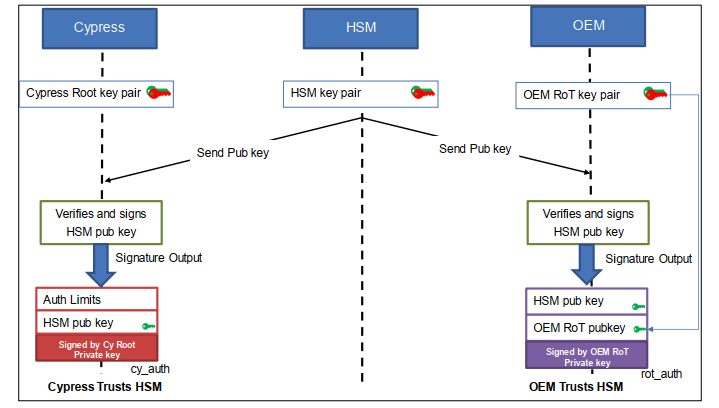 Cypress
HSM
OEM
Cypress Root key pair
HSM key pair
OEM RoT key pair
Send Pub key
Send Pub key
Verifies and signs
HSM pub key
Verifies and signs
HSM pub key
Signature Output
Signature Output
Auth Limits
HSM pub key
Signed by Cy Root
Private key
HSM pub key
OEM RoT pubkey
Signed by OEM RoT
Private key
cy_auth
rot_auth
Cypress Trusts HSM
OEM Trusts HSM